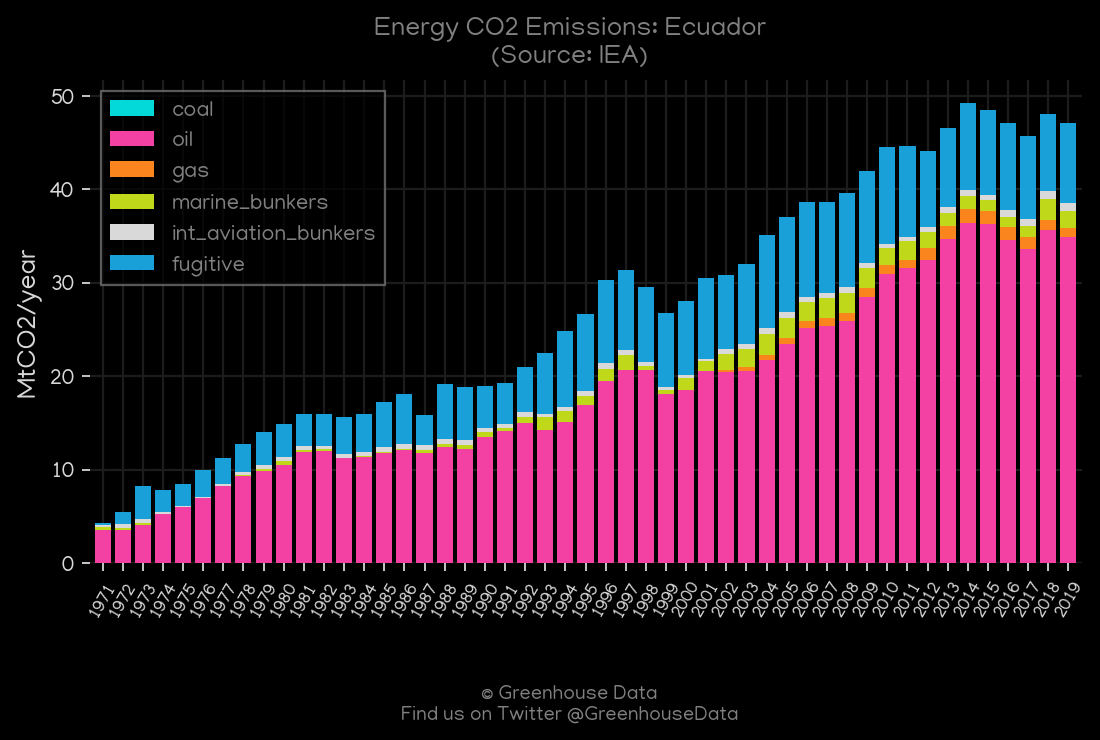 Energy CO2 Emissions: Ecuador
(Source: IEA)
coal
oil
gas
marine_bunkers
int_aviation_bunkers
fugitive
MtCO2/year
50
40
30
20
10
0
1971 1972 1973 1974 1975 1976 1977 1978 1979 1980 1981 1982 1983 1984 1985 1986 1987 1988 1989 1990 1991 1992 1993 1994 1995 1996 1997 1998 1999 2000 2001 2002 2003 2004 2005 2006 2007 2008 2009 2010 2011 2012 2013 2014 2015 2016 2017 2018 2019
© Greenhouse Data
Find us on Twitter @GreenhouseData